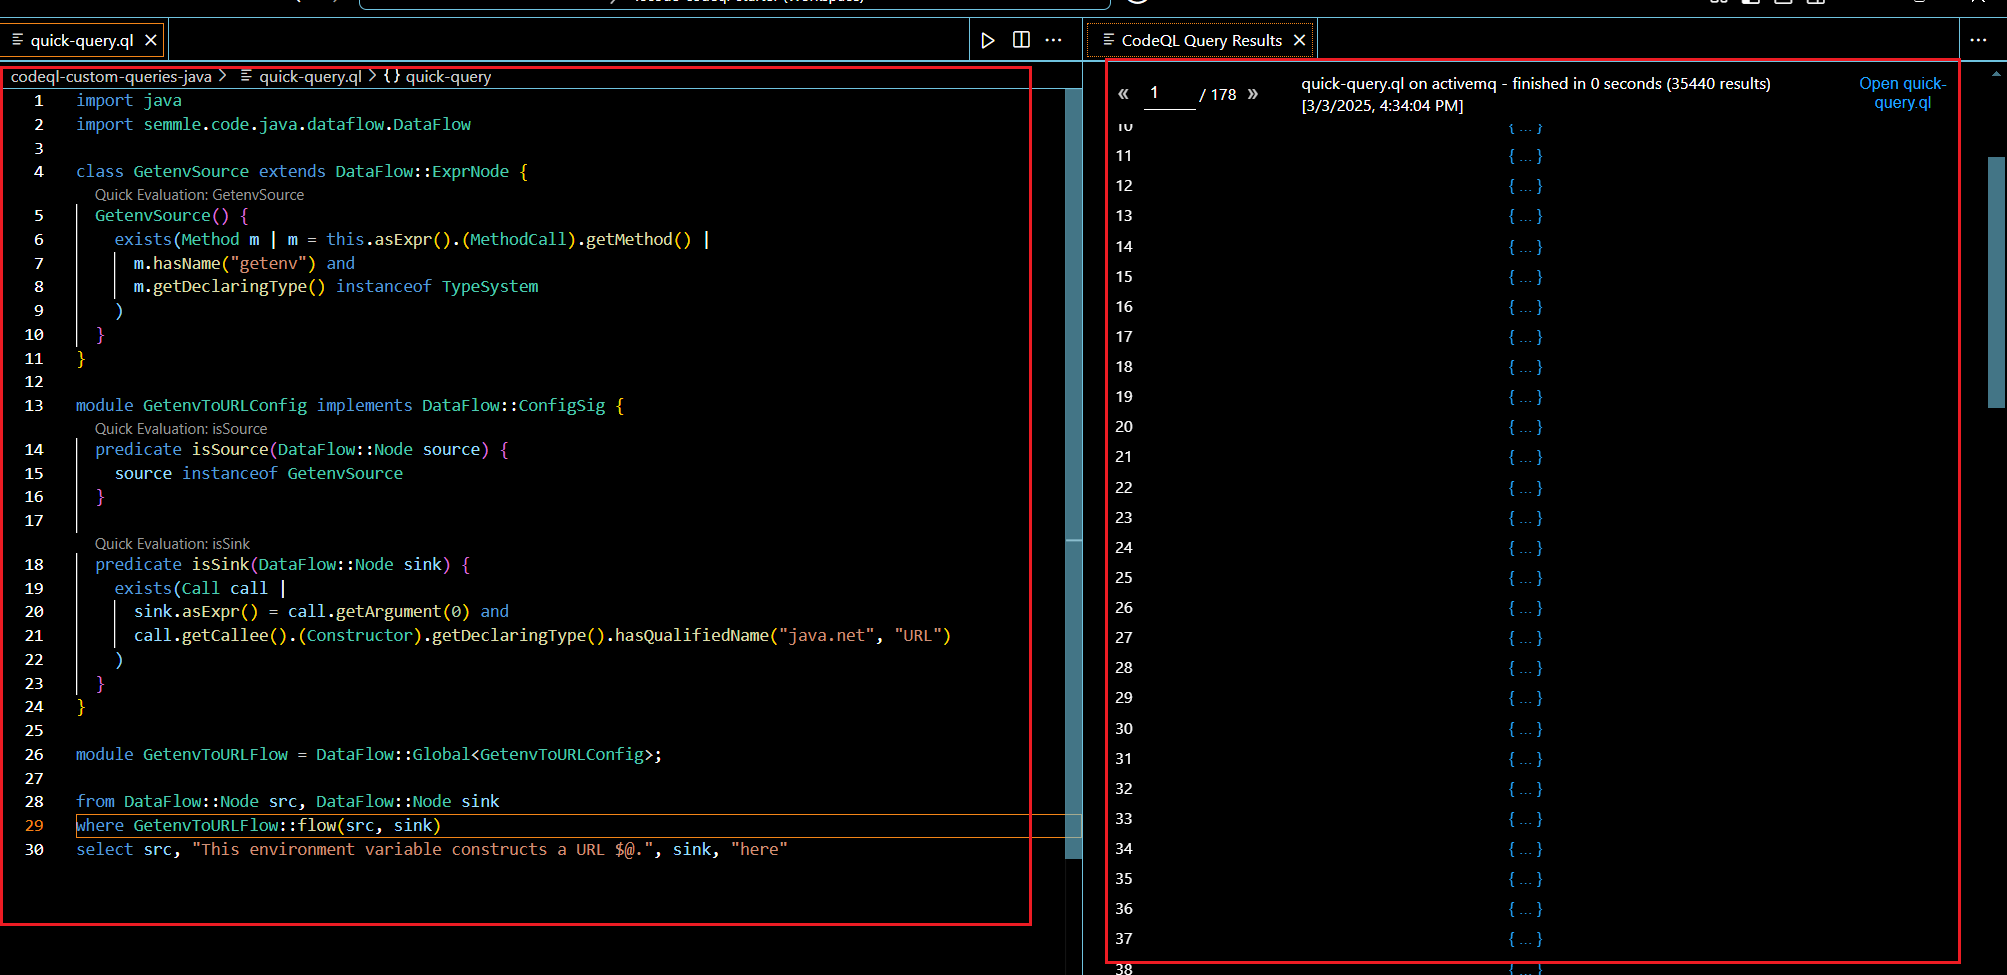 quick-query.ql
codeql-custom-queries-java > quick-query.ql > {} quick-query
1 import java
2 import semmle.code.java.dataflow.DataFlow
3
4 class GetenvSource extends DataFlow::ExprNode {
Quick Evaluation: GetenvSource
5 GetenvSource() {
6 exists(Method m | m = this.asExpr().(MethodCall).getMethod() |
7 m.hasName("getenv") and
8 m.getDeclaringType() instanceof TypeSystem
9 )
10 }
11 }
12
13 module GetenvToURLConfig implements DataFlow::ConfigSig {
Quick Evaluation: isSource
14 predicate isSource(DataFlow::Node source) {
15 source instanceof GetenvSource
16 }
17
Quick Evaluation: isSink
18 predicate isSink(DataFlow::Node sink) {
19 exists(Call call |
20 sink.asExpr() = call.getArgument(0) and
21 call.getCallee().(Constructor).getDeclaringType().hasQualifiedName("java.net", "URL")
22 )
23 }
24 }
25
26 module GetenvToURLFlow = DataFlow::Global<GetenvToURLConfig>;
27
28 from DataFlow::Node src, DataFlow::Node sink
29 where GetenvToURLFlow::flow(src, sink)
30 select src, "This environment variable constructs a URL $@.", sink, "here"
CodeQL Query Results
« 1 / 178 »
quick-query.ql on activemq - finished in 0 seconds (35440 results)
[3/3/2025, 4:34:04 PM]
Open quick-
query.ql
10 { ... }
11 { ... }
12 { ... }
13 { ... }
14 { ... }
15 { ... }
16 { ... }
17 { ... }
18 { ... }
19 { ... }
20 { ... }
21 { ... }
22 { ... }
23 { ... }
24 { ... }
25 { ... }
26 { ... }
27 { ... }
28 { ... }
29 { ... }
30 { ... }
31 { ... }
32 { ... }
33 { ... }
34 { ... }
35 { ... }
36 { ... }
37 { ... }
38 { ... }